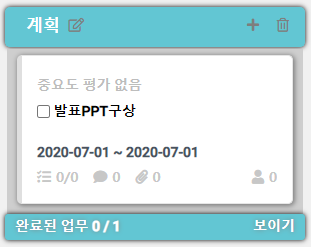 계획
중요도 평가 없음
발표PPT구상
2020-07-01 ~ 2020-07-01
0/0 0 0 0
완료된 업무 0 / 1 보이기